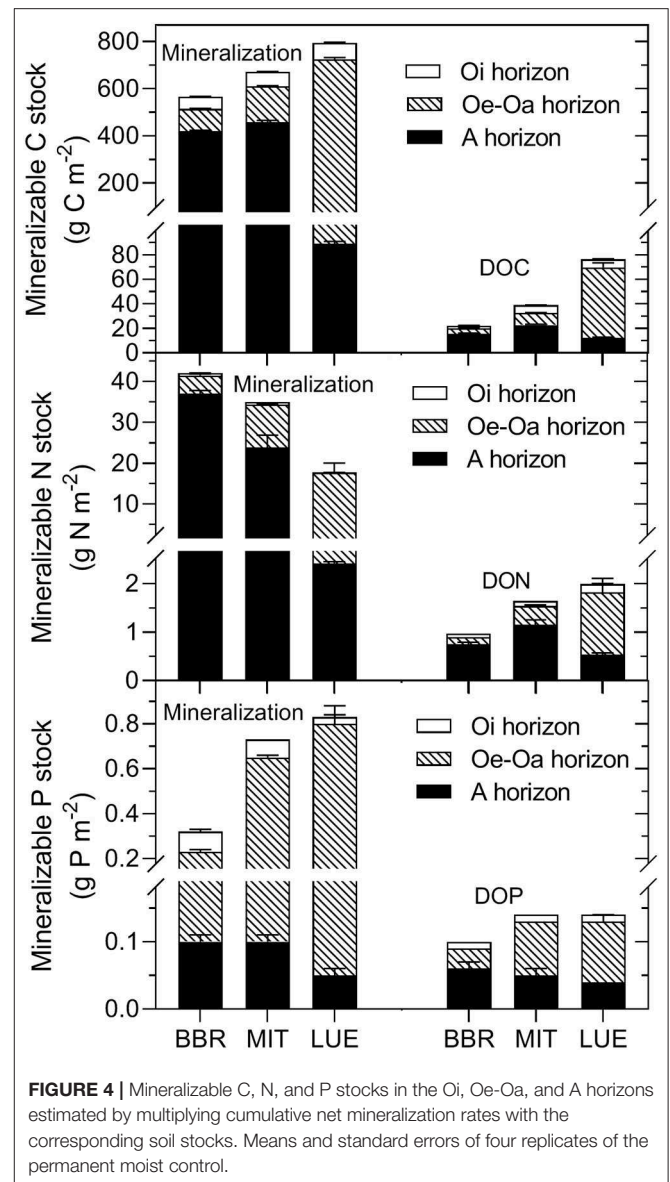 Mineralizable C stock
(g C m-2)
800
600
400
200
80
60
40
20
0
Mineralization
DOC
Oi horizon
Oe-Oa horizon
A horizon
Mineralizable N stock
(g N m-2)
40
30
20
10
2
1
0
Mineralization
DON
Oi horizon
Oe-Oa horizon
A horizon
Mineralizable P stock
(g P m-2)
0.8
0.6
0.4
0.2
0.1
0.0
Mineralization
DOP
Oi horizon
Oe-Oa horizon
A horizon
BBR MIT LUE BBR MIT LUE
FIGURE 4 | Mineralizable C, N, and P stocks in the Oi, Oe-Oa, and A horizons
estimated by multiplying cumulative net mineralization rates with the
corresponding soil stocks. Means and standard errors of four replicates of the
permanent moist control.